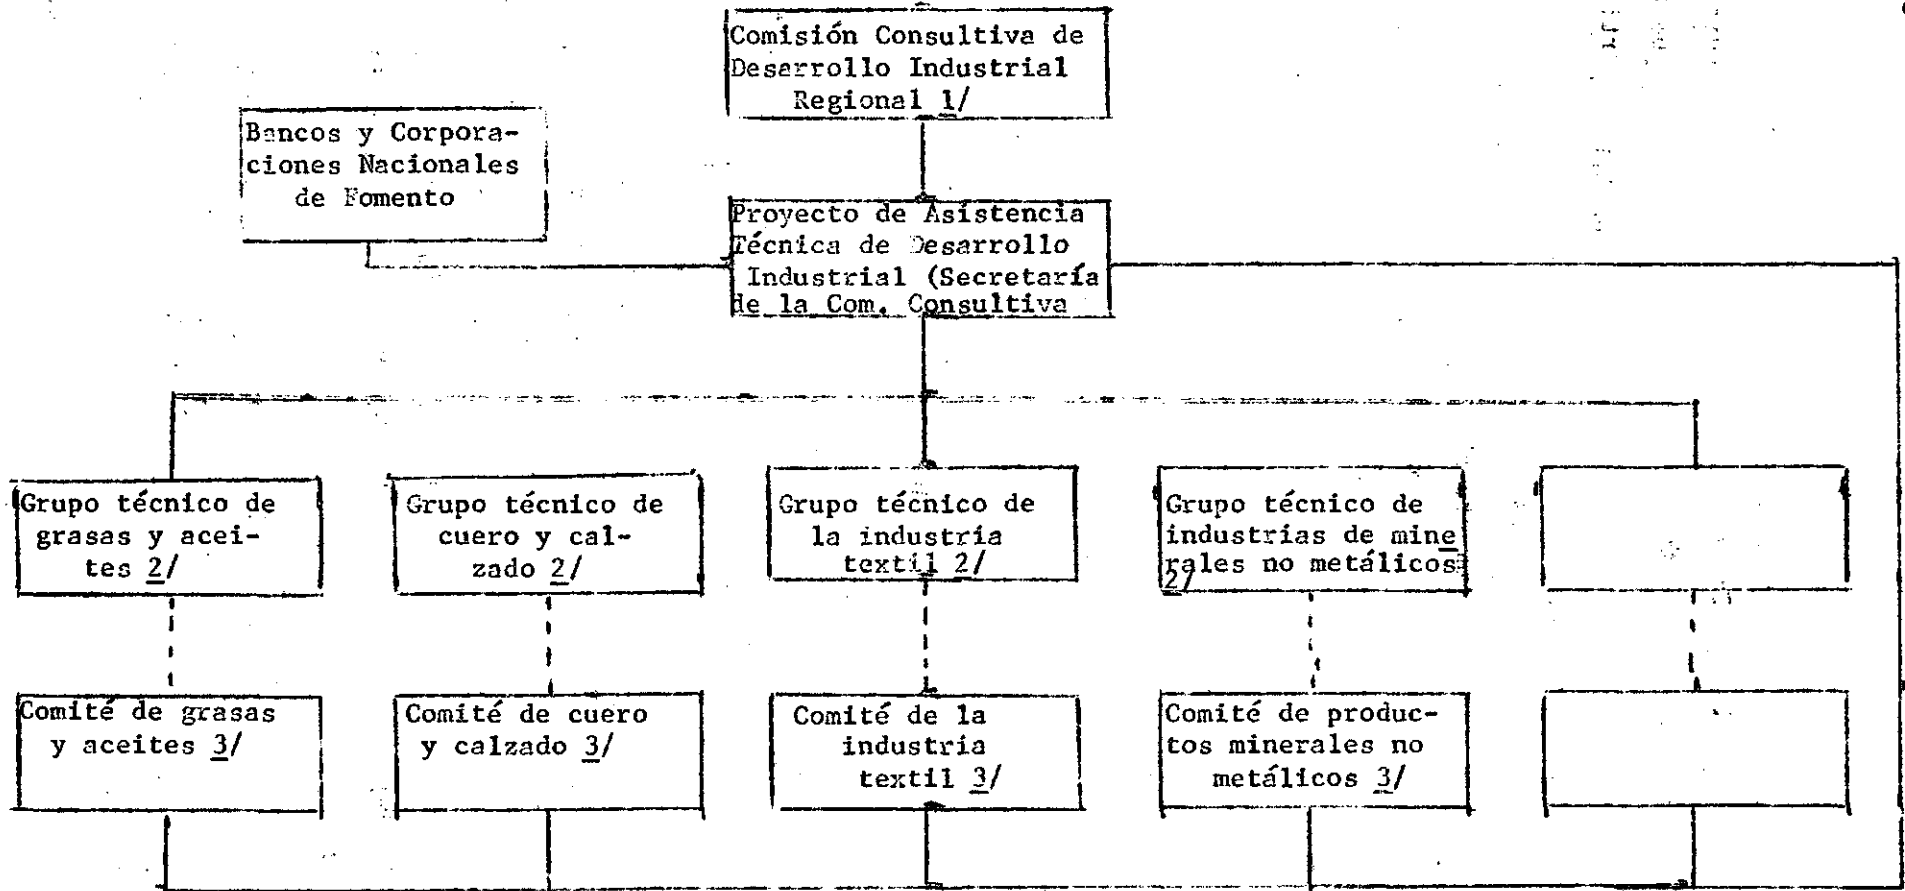 Comisión Consultiva de
Desarrollo Industrial
Regional 1/
Bancos y Corpora-
ciones Nacionales
de Fomento
Proyecto de Asistencia
Técnica de Desarrollo
Industrial (Secretaría
de la Com. Consultiva
Grupo técnico de
grasas y acei-
tes 2/
Grupo técnico de
cuero y cal-
zado 2/
Grupo técnico de
la industria
textil 2/
Grupo técnico de
industrias de mine
rales no metálicos
2/
Comité de grasas
y aceites 3/
Comité de cuero
y calzado 3/
Comité de la
industria
textil 3/
Comité de produc-
tos minerales no
metálicos 3/